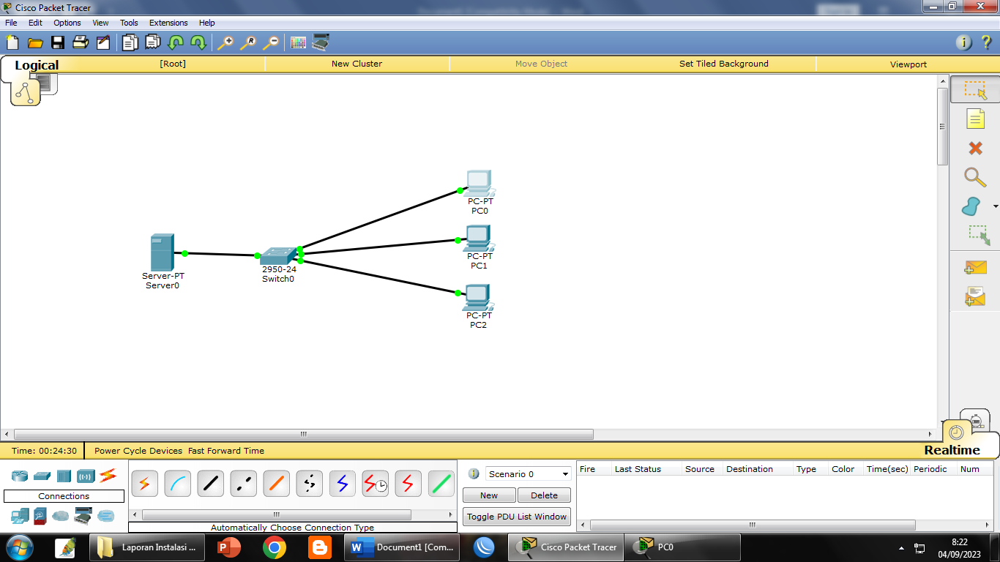 Cisco Packet Tracer
File Edit Options View Tools Extensions Help
Logical [Root] New Cluster Move Object Set Tiled Background Viewport
PC-PT
PC0
PC-PT
PC1
Server-PT
Server0
2950-24
Switch0
PC-PT
PC2
Time: 00:24:30 Power Cycle Devices Fast Forward Time Realtime
Connections
Automatically Choose Connection Type
Scenario 0
New Delete
Toggle PDU List Window
Fire Last Status Source Destination Type Color Time(sec) Periodic Num
Laporan Instalasi ... Document1 [Com... Cisco Packet Tracer PC0
8:22
04/09/2023